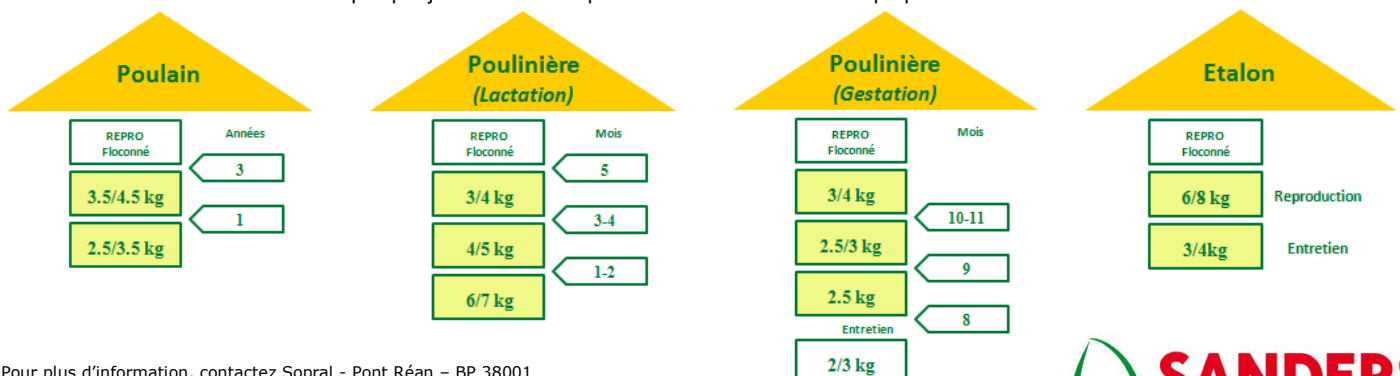 Poulain
REPRO
Floconné
Années
3
3.5/4.5 kg
1
2.5/3.5 kg
Poulinière
(Lactation)
REPRO
Floconné
Mois
5
3/4 kg
3-4
4/5 kg
1-2
6/7 kg
Poulinière
(Gestation)
REPRO
Floconné
Mois
3/4 kg
10-11
2.5/3 kg
9
2.5 kg
8
Entretien
2/3 kg
Etalon
REPRO
Floconné
6/8 kg
Reproduction
3/4kg
Entretien
Pour plus d'information, contactez Sopral - Pont Réan – BP 38001
SANDERS